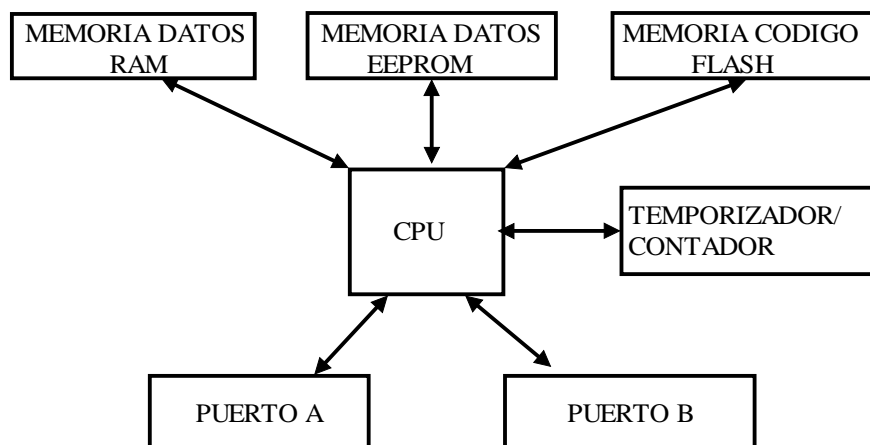 MEMORIA DATOS
RAM
MEMORIA DATOS
EEPROM
MEMORIA CODIGO
FLASH
CPU
TEMPORIZADOR/
CONTADOR
PUERTO A
PUERTO B